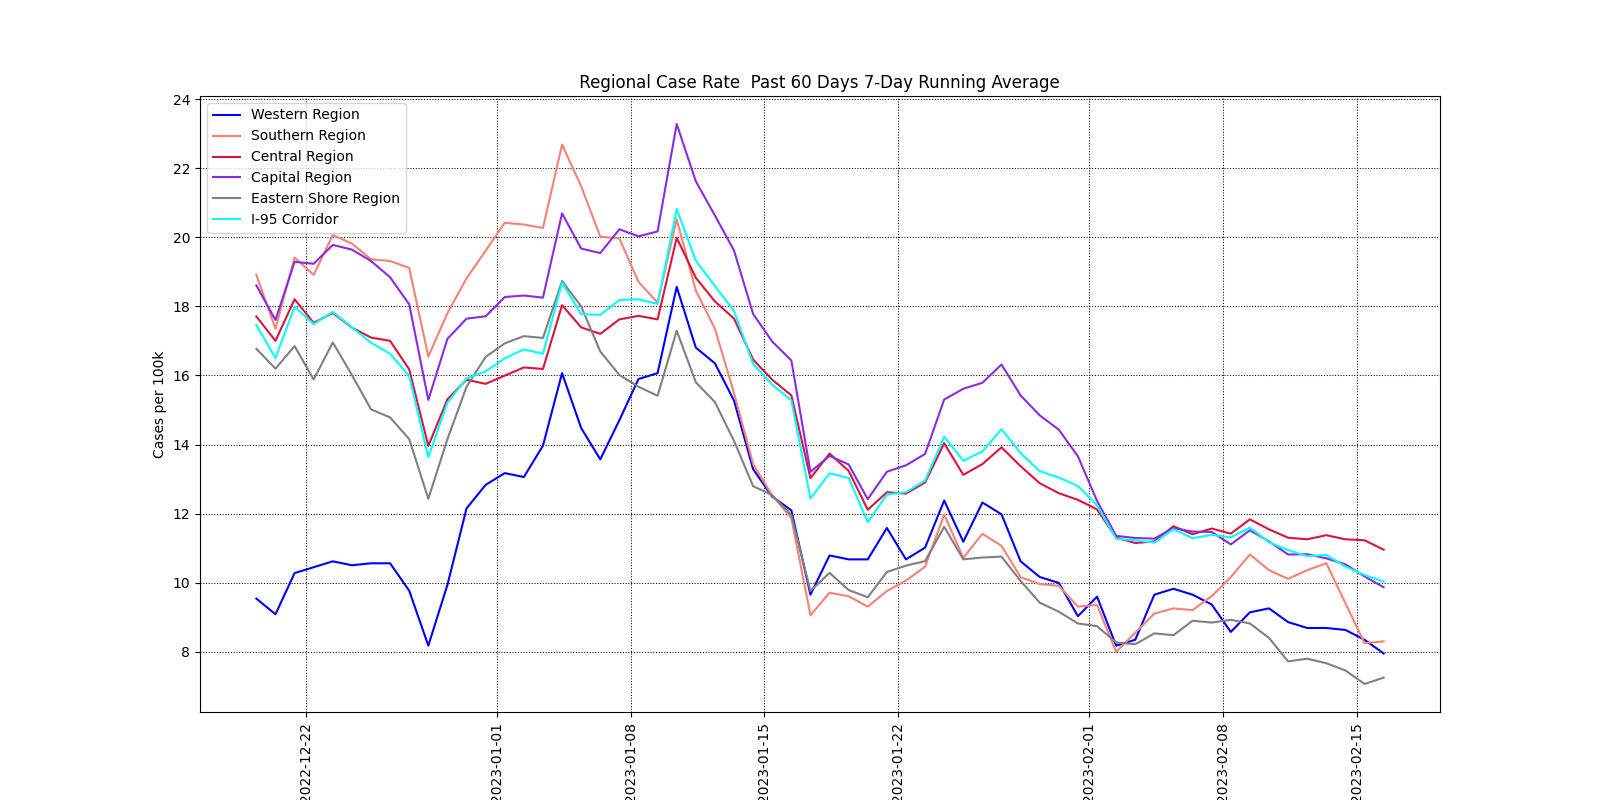 Regional Case Rate  Past 60 Days 7-Day Running Average
Western Region
Southern Region
Central Region
Capital Region
Eastern Shore Region
I-95 Corridor
Cases per 100k
24
22
20
18
16
14
12
10
8
2022-12-22
2023-01-01
2023-01-08
2023-01-15
2023-01-22
2023-02-01
2023-02-08
2023-02-15